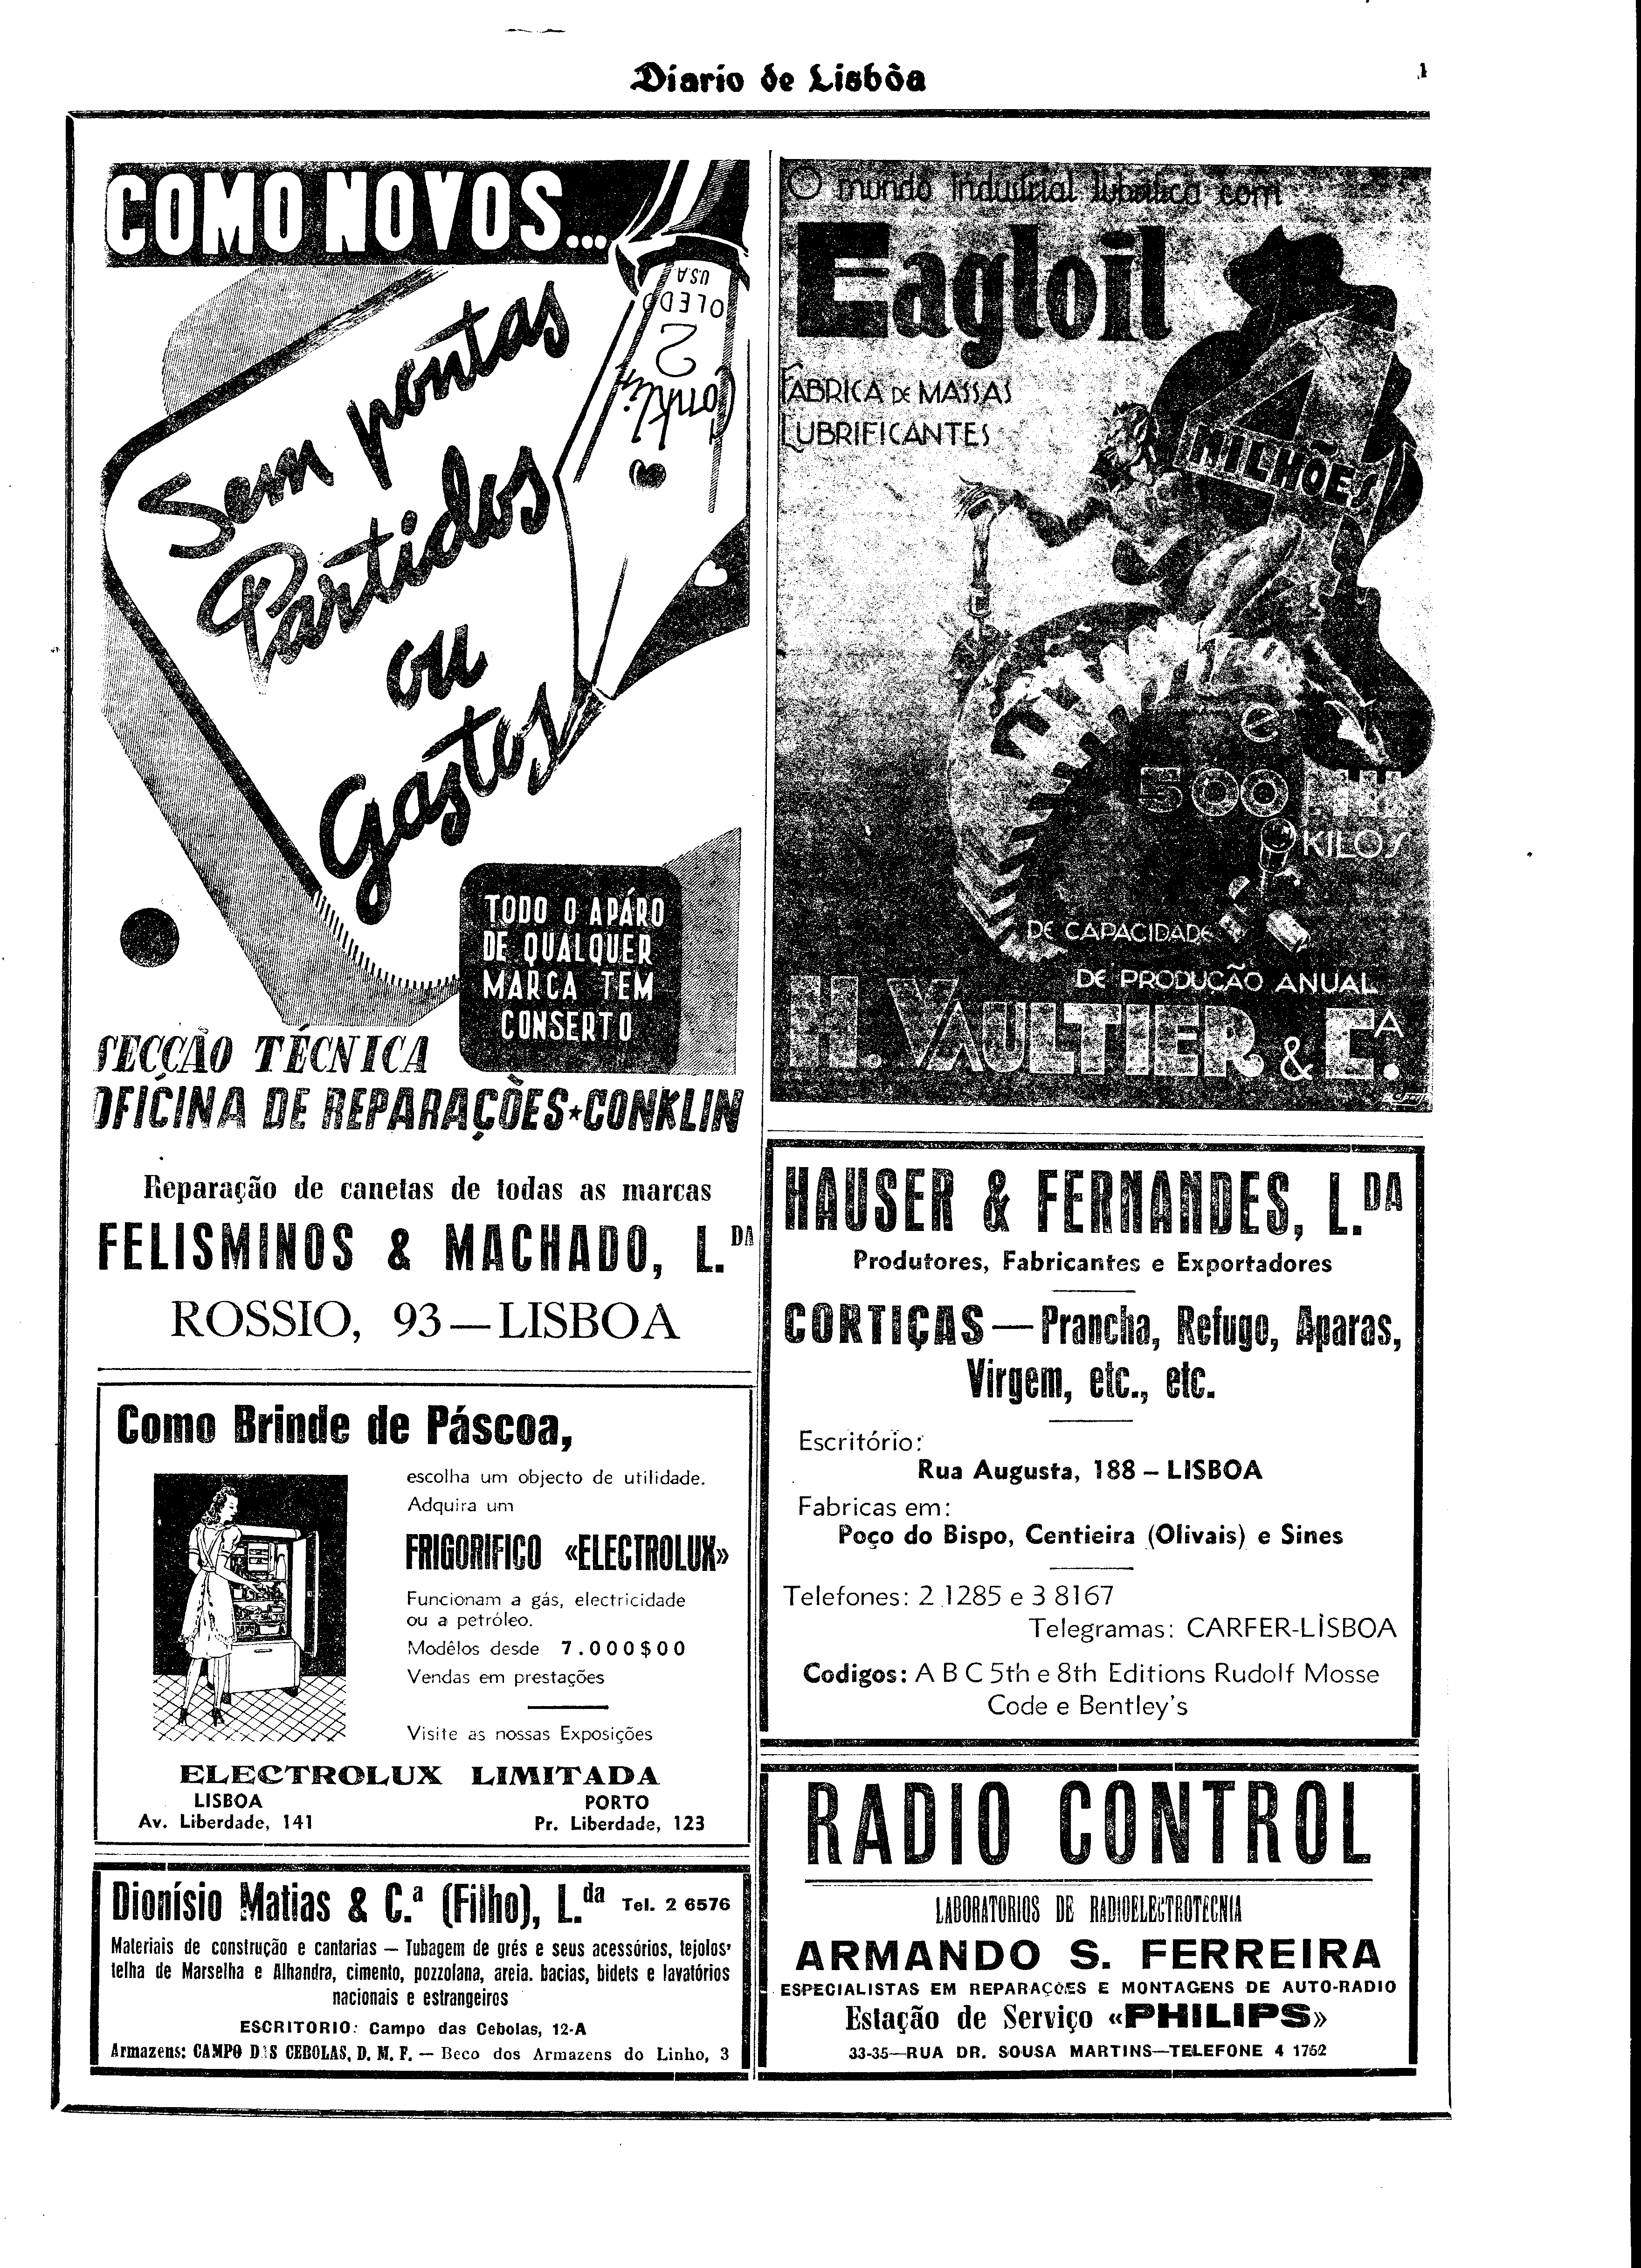 Diario de Lisbôa
1
COMO NOVOS...
Sem pontas
Partidos
ou
Gastos
USA
OLEDO
2
Conklin
TODO O APÁRO
DE QUALQUER
MARCA TEM
CONSERTO
SECCÃO TÉCNICA
OFICINA DE REPARAÇÕES★CONKLIN
Reparação de canetas de todas as marcas
FELISMINOS & MACHADO, L.DA
ROSSIO, 93—LISBOA
Como Brinde de Páscoa,
escolha um objecto de utilidade.
Adquira um
FRIGORIFICO «ELECTROLUX»
Funcionam a gás, electricidade
ou a petróleo.
Modêlos desde 7.000$00
Vendas em prestações
Visite as nossas Exposições
ELECTROLUX LIMITADA
LISBOA PORTO
Av. Liberdade, 141 Pr. Liberdade, 123
Dionísio Matias & C.ª (Filho), L.da Tel. 2 6576
Materiais de construção e cantarias — Tubagem de grés e seus acessórios, tejolos'
telha de Marselha e Alhandra, cimento, pozzolana, areia. bacias, bidets e lavatórios
nacionais e estrangeiros
ESCRITORIO: Campo das Cebolas, 12-A
Armazens: CAMPO DAS CEBOLAS, D. M. F. — Beco dos Armazens do Linho, 3
O mundo Industrial lubrifica com
Eagloil
FÁBRICA DE MASSAS
LUBRIFICANTES
4
MILHÕES
e
500 MIL
KILOS
DE CAPACIDADE
DE PRODUCÃO ANUAL
H. VAULTIER & CA.
HAUSER & FERNANDES, L.DA
Produtores, Fabricantes e Exportadores
CORTIÇAS — Prancha, Refugo, Aparas,
Virgem, etc., etc.
Escritório:
Rua Augusta, 188 – LISBOA
Fabricas em:
Poço do Bispo, Centieira (Olivais) e Sines
Telefones: 2 1285 e 3 8167
Telegramas: CARFER-LISBOA
Codigos: A B C 5th e 8th Editions Rudolf Mosse
Code e Bentley's
RADIO CONTROL
LABORATORIOS DE RADIOELECTROTECNIA
ARMANDO S. FERREIRA
ESPECIALISTAS EM REPARAÇÕES E MONTAGENS DE AUTO-RADIO
Estação de Serviço «PHILIPS»
33-35—RUA DR. SOUSA MARTINS—TELEFONE 4 1752